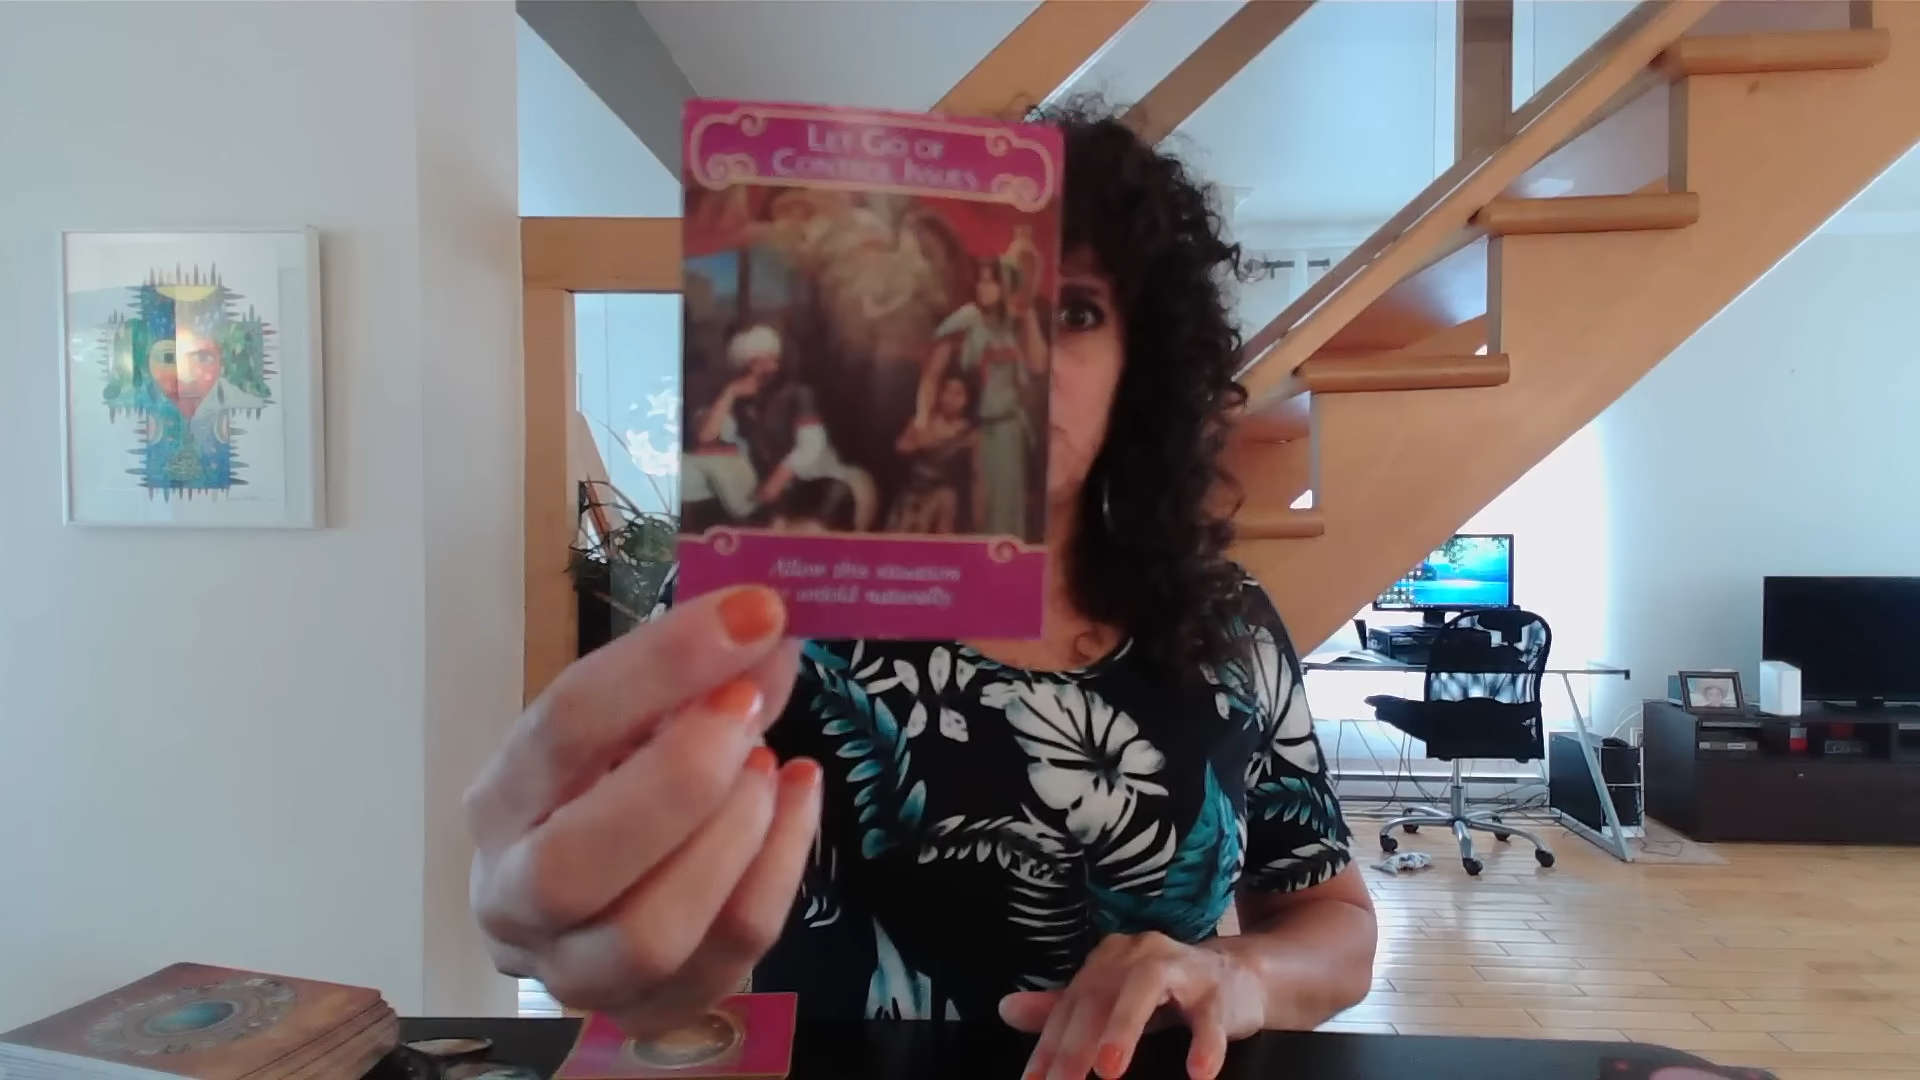 LET GO OF
CONTROL ISSUES
Allow this situation
unfold naturally